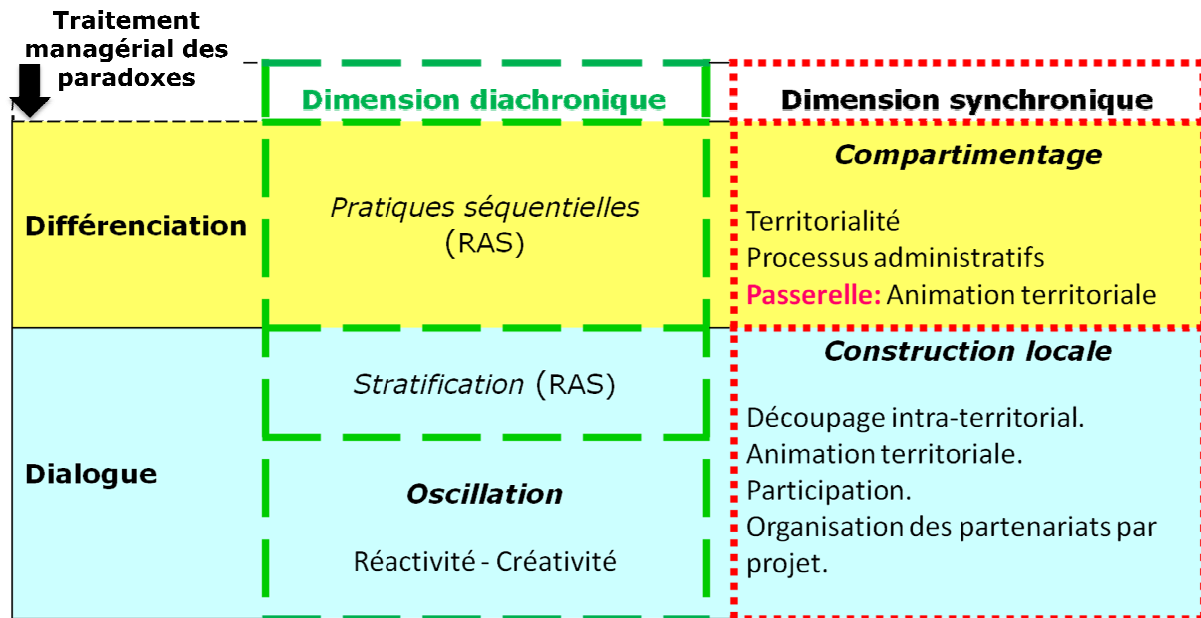 Traitement
managérial des
paradoxes
Dimension diachronique
Dimension synchronique
Différenciation
Pratiques séquentielles
(RAS)
Compartimentage
Territorialité
Processus administratifs
Passerelle: Animation territoriale
Dialogue
Stratification (RAS)
Oscillation
Réactivité - Créativité
Construction locale
Découpage intra-territorial.
Animation territoriale.
Participation.
Organisation des partenariats par
projet.